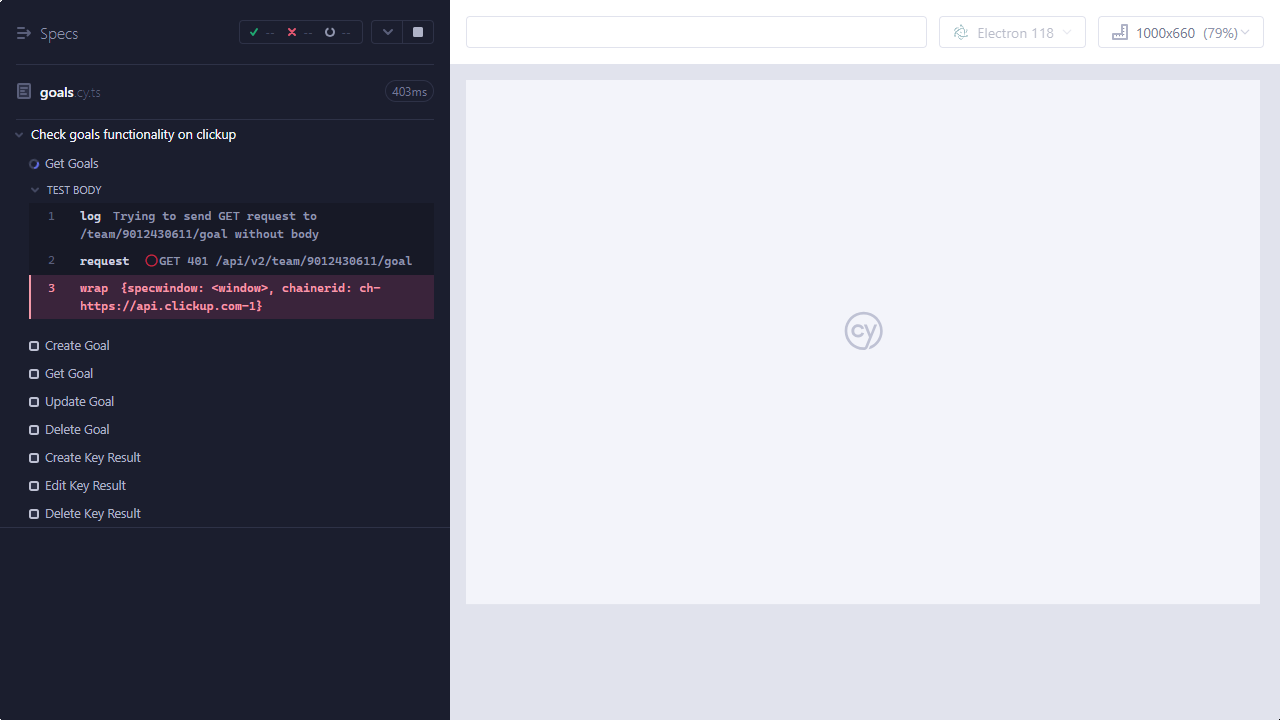 Specs
--
--
--
Electron 118
1000x660 (79%)
goals.cy.ts
403ms
Check goals functionality on clickup
Get Goals
TEST BODY
1 log Trying to send GET request to
/team/9012430611/goal without body
2 request GET 401 /api/v2/team/9012430611/goal
3 wrap {specwindow: <window>, chainerid: ch-
https://api.clickup.com-1}
Create Goal
Get Goal
Update Goal
Delete Goal
Create Key Result
Edit Key Result
Delete Key Result
cy